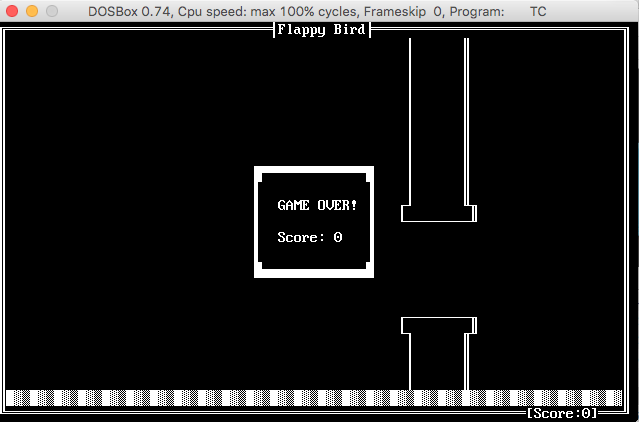 DOSBox 0.74, Cpu speed: max 100% cycles, Frameskip 0, Program: TC
Flappy Bird
GAME OVER!
Score: 0
[Score:0]